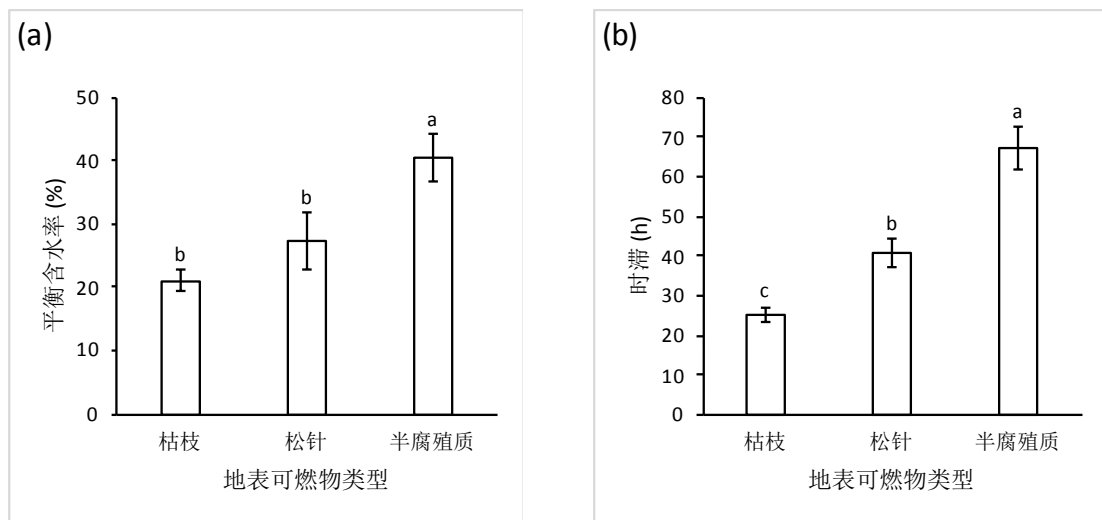 (a)
平衡含水率 (%)
50
40
30
20
10
0
b
b
a
枯枝
松针
半腐殖质
地表可燃物类型
(b)
时滞 (h)
80
70
60
50
40
30
20
10
0
c
b
a
枯枝
松针
半腐殖质
地表可燃物类型